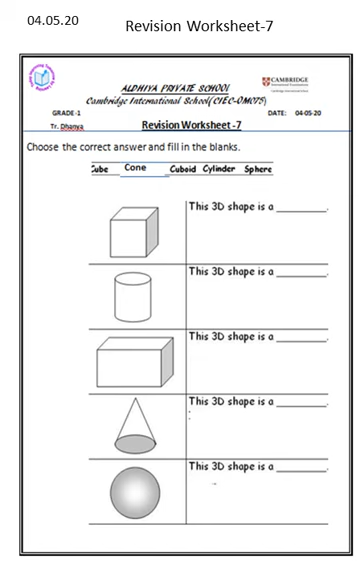 04.05.20
Revision Worksheet-7
ALDHIYA PRIVATE SCHOOL
CAMBRIDGE
Cambridge International School(CIEC-OM075)
GRADE -1
DATE: 04-05-20
Tr. Dhanya
Revision Worksheet -7
Choose the correct answer and fill in the blanks.
Cube Cone Cuboid Cylinder Sphere
This 3D shape is a ________.
This 3D shape is a ________.
This 3D shape is a ________.
This 3D shape is a ________.
This 3D shape is a ________.